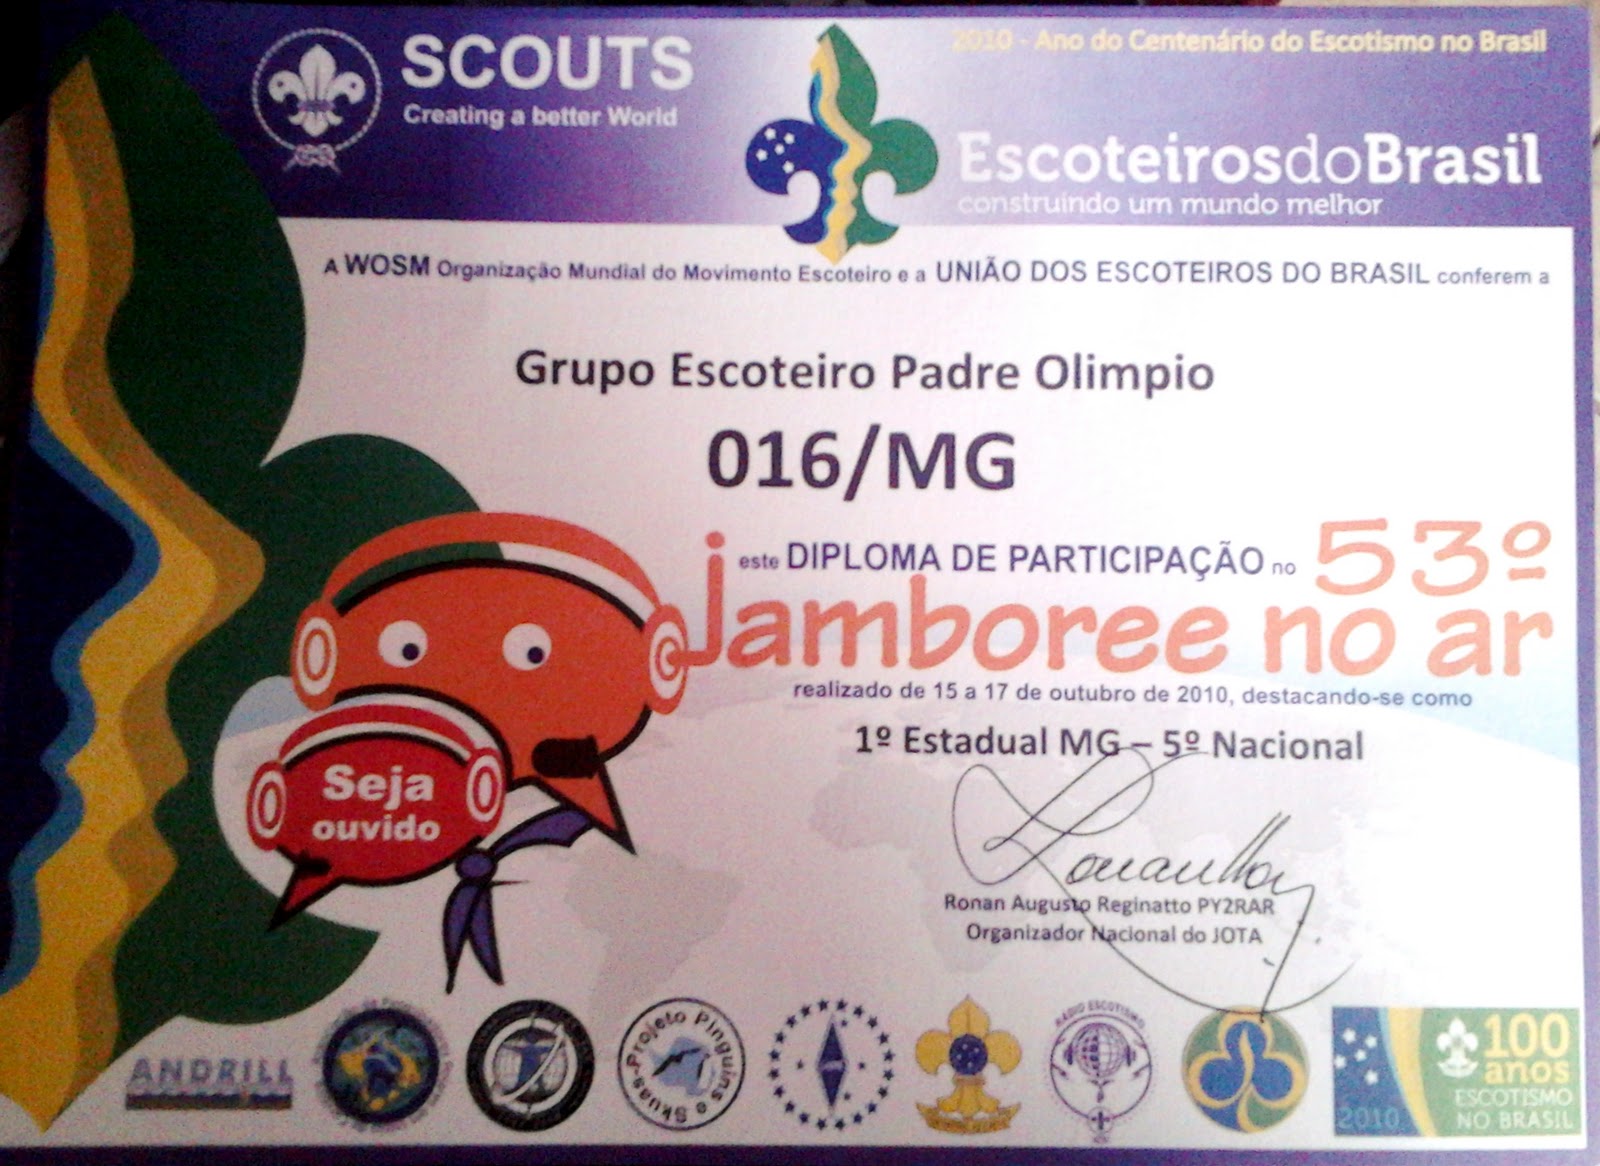 SCOUTS
Creating a better World
2010 - Ano do Centenário do Escotismo no Brasil
EscoteirosdoBrasil
construindo um mundo melhor
A WOSM Organização Mundial do Movimento Escoteiro e a UNIÃO DOS ESCOTEIROS DO BRASIL conferem a
Grupo Escoteiro Padre Olimpio
016/MG
este DIPLOMA DE PARTICIPAÇÃO no 53º
jamboree no ar
realizado de 15 a 17 de outubro de 2010, destacando-se como
1º Estadual MG – 5º Nacional
Seja
ouvido
Ronan Augusto Reginatto PY2RAR
Organizador Nacional do JOTA
ANDRILL
Projeto Pinguins e Skuas
RADIO ESCOTISMO
2010
100
anos
ESCOTISMO
NO BRASIL